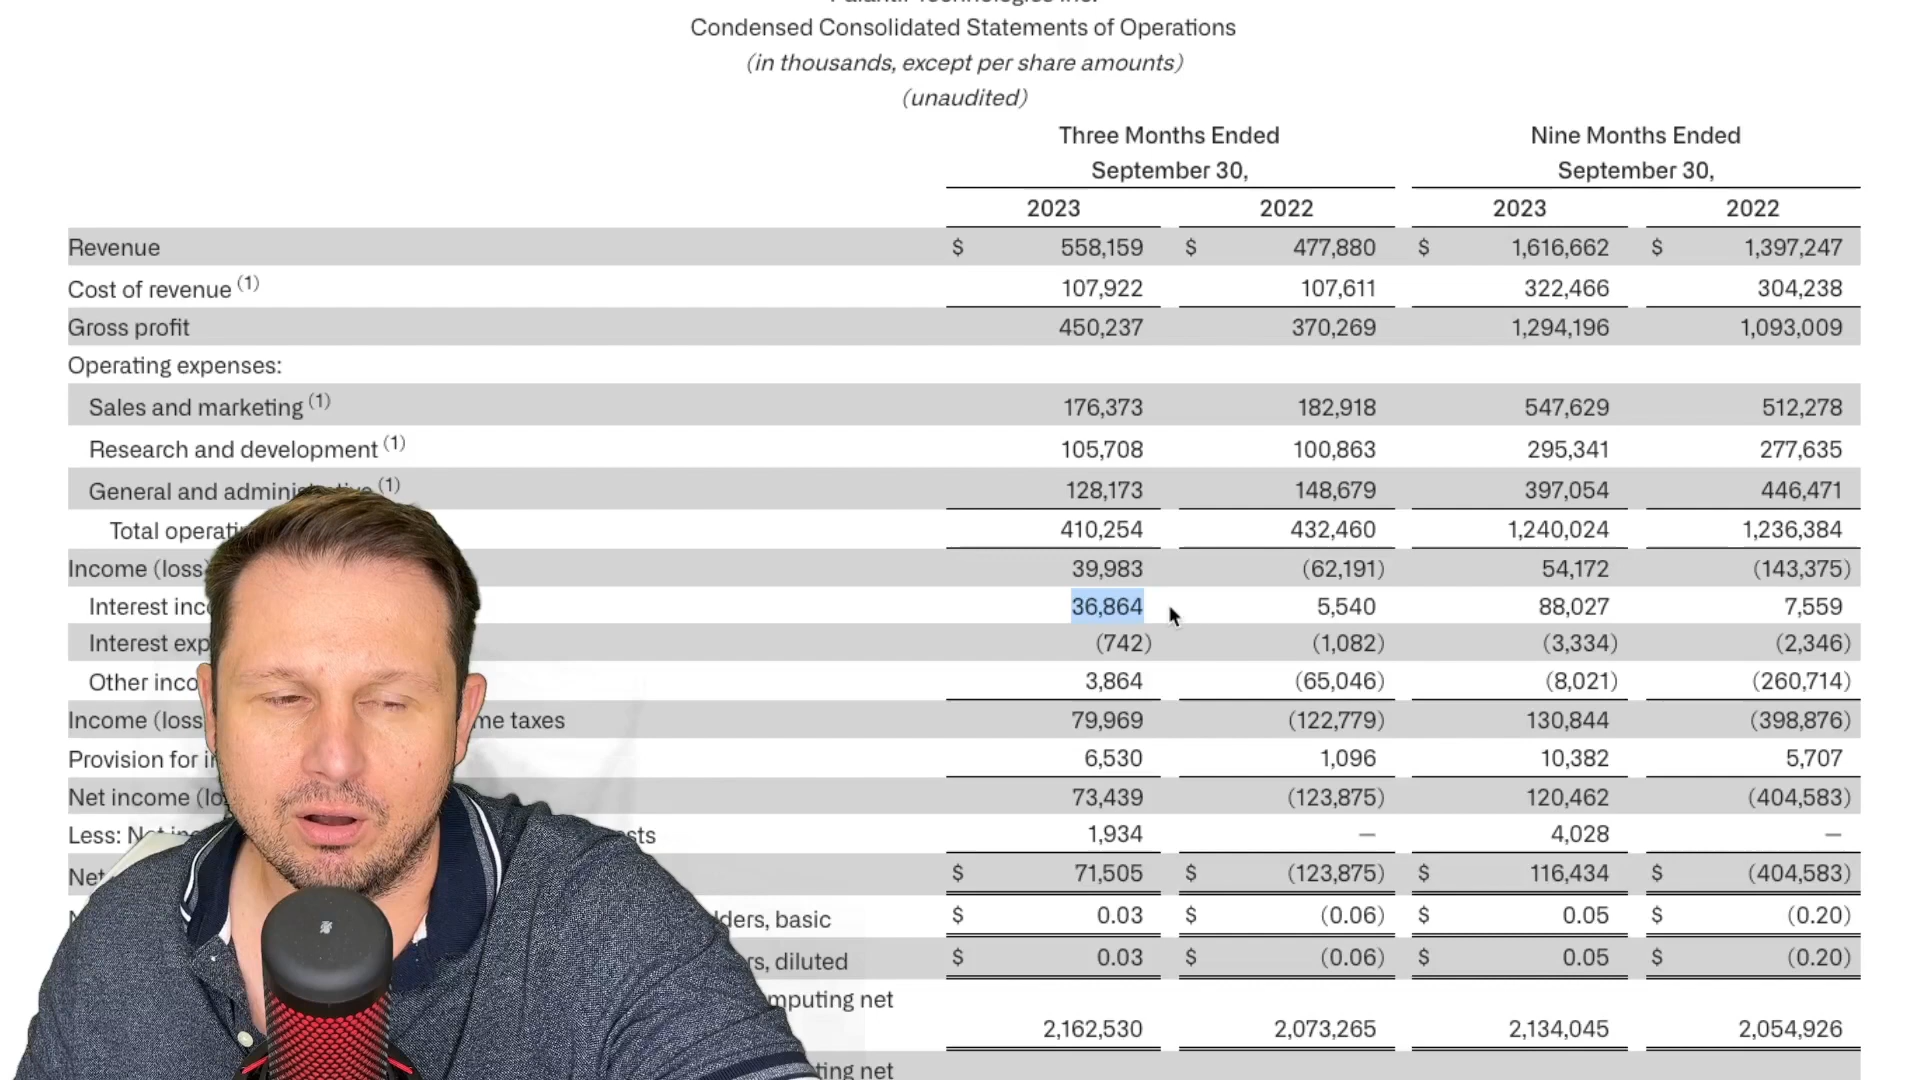 Palantir Technologies Inc.
Condensed Consolidated Statements of Operations
(in thousands, except per share amounts)
(unaudited)
Three Months Ended September 30, Nine Months Ended September 30,
2023 2022 2023 2022
Revenue $ 558,159 $ 477,880 $ 1,616,662 $ 1,397,247
Cost of revenue (1) 107,922 107,611 322,466 304,238
Gross profit 450,237 370,269 1,294,196 1,093,009
Operating expenses:
Sales and marketing (1) 176,373 182,918 547,629 512,278
Research and development (1) 105,708 100,863 295,341 277,635
General and administrative (1) 128,173 148,679 397,054 446,471
Total operati 410,254 432,460 1,240,024 1,236,384
Income (loss) 39,983 (62,191) 54,172 (143,375)
Interest inc 36,864 5,540 88,027 7,559
Interest exp (742) (1,082) (3,334) (2,346)
Other inco 3,864 (65,046) (8,021) (260,714)
Income (loss me taxes 79,969 (122,779) 130,844 (398,876)
Provision for in 6,530 1,096 10,382 5,707
Net income (lo 73,439 (123,875) 120,462 (404,583)
Less: Net in sts 1,934 — 4,028 —
Net $ 71,505 $ (123,875) $ 116,434 $ (404,583)
ders, basic $ 0.03 $ (0.06) $ 0.05 $ (0.20)
rs, diluted $ 0.03 $ (0.06) $ 0.05 $ (0.20)
mputing net
2,162,530 2,073,265 2,134,045 2,054,926
ting net